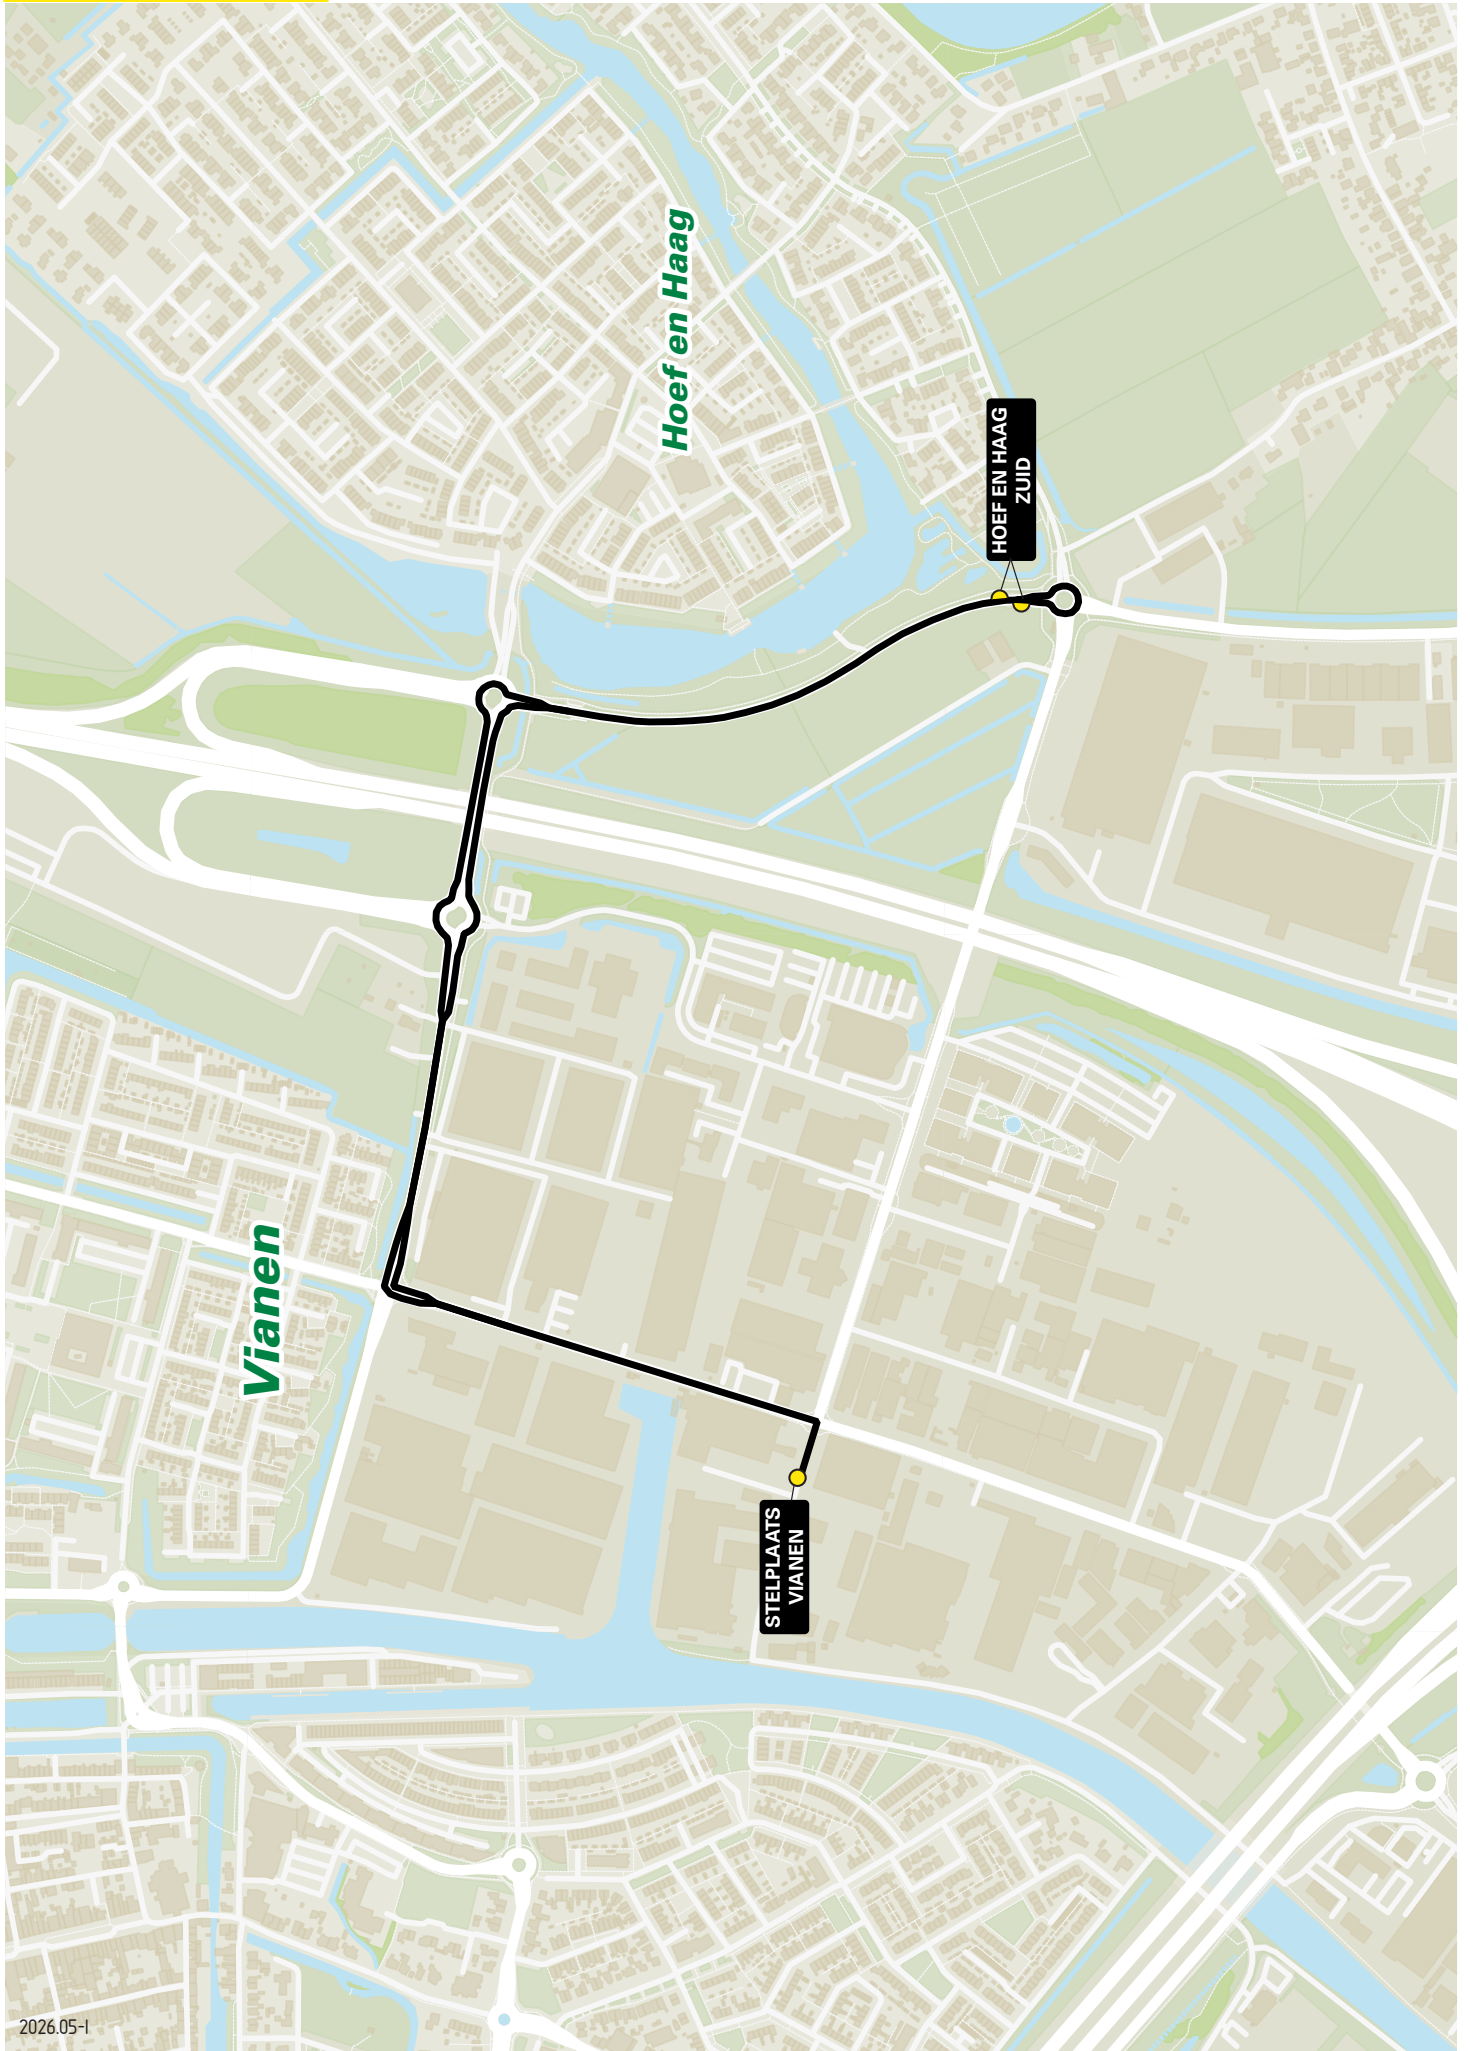 Hoef en Haag
HOEF EN HAAG
ZUID
Vianen
STELPLAATS
VIANEN
2026.05-I